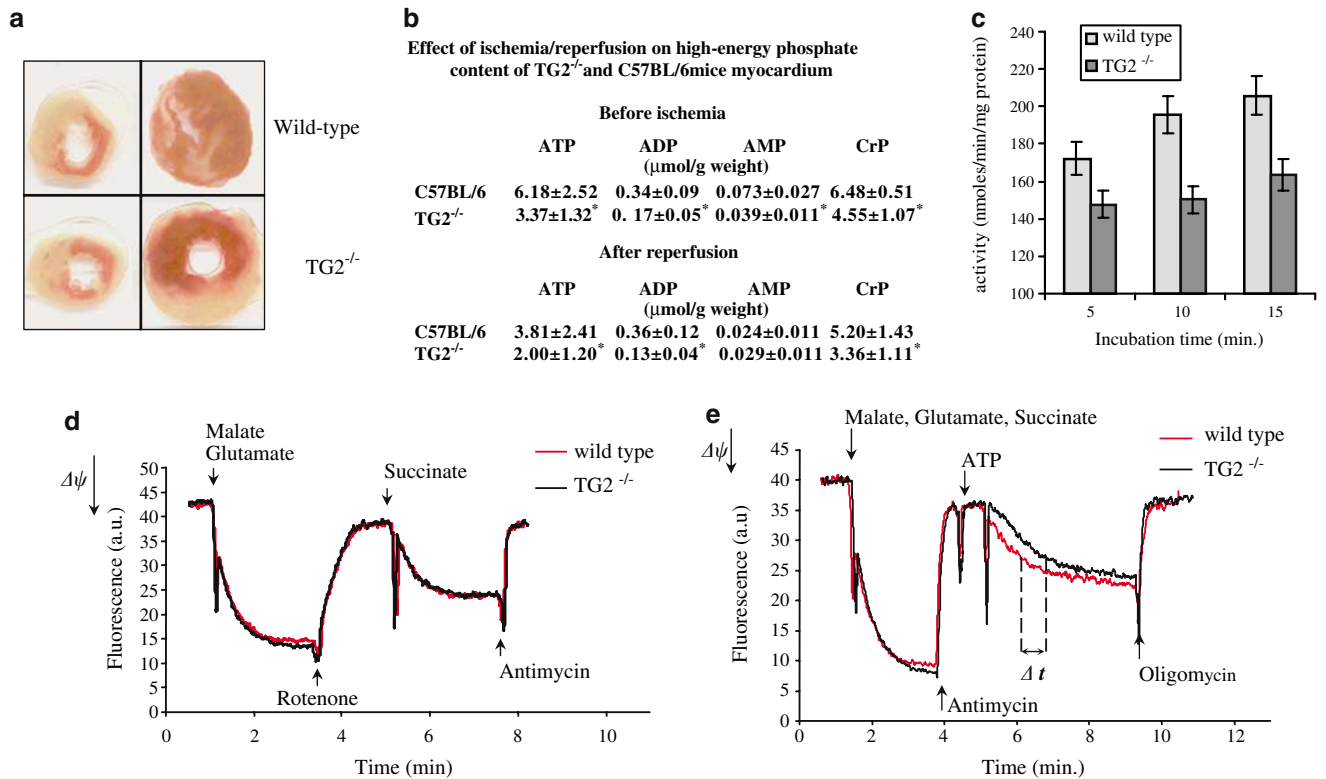 a
Wild-type
TG2-/-
b
Effect of ischemia/reperfusion on high-energy phosphate
content of TG2-/- and C57BL/6mice myocardium
Before ischemia
ATP ADP AMP CrP
(μmol/g weight)
C57BL/6 6.18±2.52 0.34±0.09 0.073±0.027 6.48±0.51
TG2-/- 3.37±1.32* 0. 17±0.05* 0.039±0.011* 4.55±1.07*
After reperfusion
ATP ADP AMP CrP
(μmol/g weight)
C57BL/6 3.81±2.41 0.36±0.12 0.024±0.011 5.20±1.43
TG2-/- 2.00±1.20* 0.13±0.04* 0.029±0.011 3.36±1.11*
c
wild type
TG2 -/-
activity (nmoles/min/mg protein)
240
220
200
180
160
140
120
100
5 10 15
Incubation time (min.)
d
Δψ
Malate
Glutamate
Succinate
wild type
TG2 -/-
Fluorescence (a.u.)
50
45
40
35
30
25
20
15
10
5
0
Rotenone
Antimycin
0 2 4 6 8 10
Time (min)
e
Δψ
Malate, Glutamate, Succinate
ATP
wild type
TG2 -/-
Fluorescence (a.u)
45
40
35
30
25
20
15
10
5
0
Δ t
Antimycin
Oligomycin
0 2 4 6 8 10 12
Time (min.)